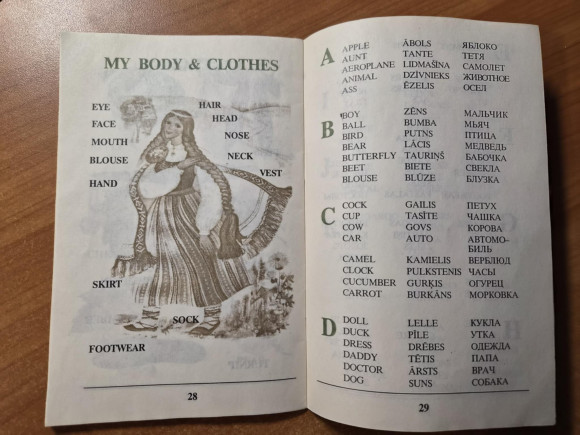 MY BODY & CLOTHES
EYE
HAIR
FACE
HEAD
MOUTH
NOSE
BLOUSE
NECK
HAND
VEST
SKIRT
SOCK
FOOTWEAR
28
A
APPLE ĀBOLS ЯБЛОКО
AUNT TANTE ТЕТЯ
AEROPLANE LIDMAŠINA САМОЛЕТ
ANIMAL DZĪVNIEKS ЖИВОТНОЕ
ASS ĒZELIS ОСЕЛ
B
BOY ZĒNS МАЛЬЧИК
BALL BUMBA МЬЯЧ
BIRD PUTNS ПТИЦА
BEAR LĀCIS МЕДВЕДЬ
BUTTERFLY TAURIŅŠ БАБОЧКА
BEET BIETE СВЕКЛА
BLOUSE BLŪZE БЛУЗКА
C
COCK GAILIS ПЕТУХ
CUP TASĪTE ЧАШКА
COW GOVS КОРОВА
CAR AUTO АВТОМО-
БИЛЬ
CAMEL KAMIELIS ВЕРБЛЮД
CLOCK PULKSTENIS ЧАСЫ
CUCUMBER GURĶIS ОГУРЕЦ
CARROT BURKĀNS МОРКОВКА
D
DOLL LELLE КУКЛА
DUCK PĪLE УТКА
DRESS DRĒBES ОДЕЖДА
DADDY TĒTIS ПАПА
DOCTOR ĀRSTS ВРАЧ
DOG SUNS СОБАКА
29